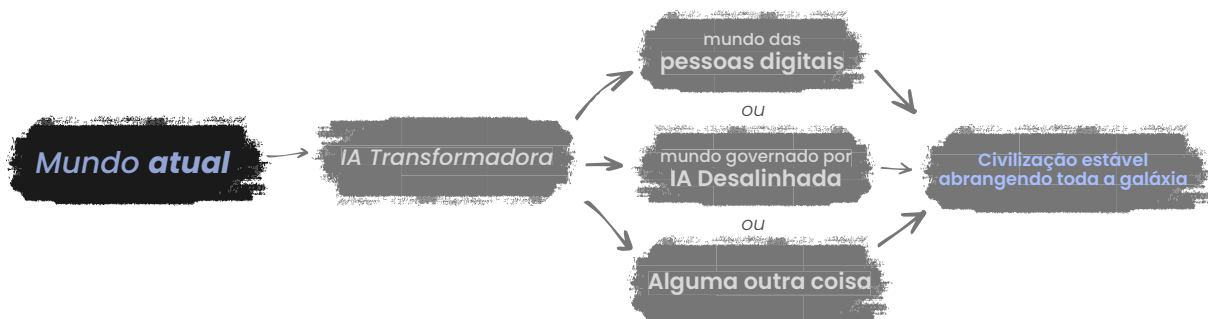 Mundo atual
IA Transformadora
mundo das
pessoas digitais
ou
mundo governado por
IA Desalinhada
ou
Alguma outra coisa
Civilização estável
abrangendo toda a galáxia